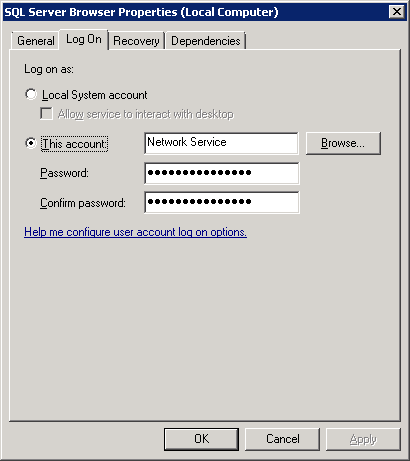 SQL Server Browser Properties (Local Computer)
General Log On Recovery Dependencies
Log on as:
Local System account
Allow service to interact with desktop
This account: Network Service Browse...
Password: ●●●●●●●●●●●●●●●
Confirm password: ●●●●●●●●●●●●●●●
Help me configure user account log on options.
OK Cancel Apply